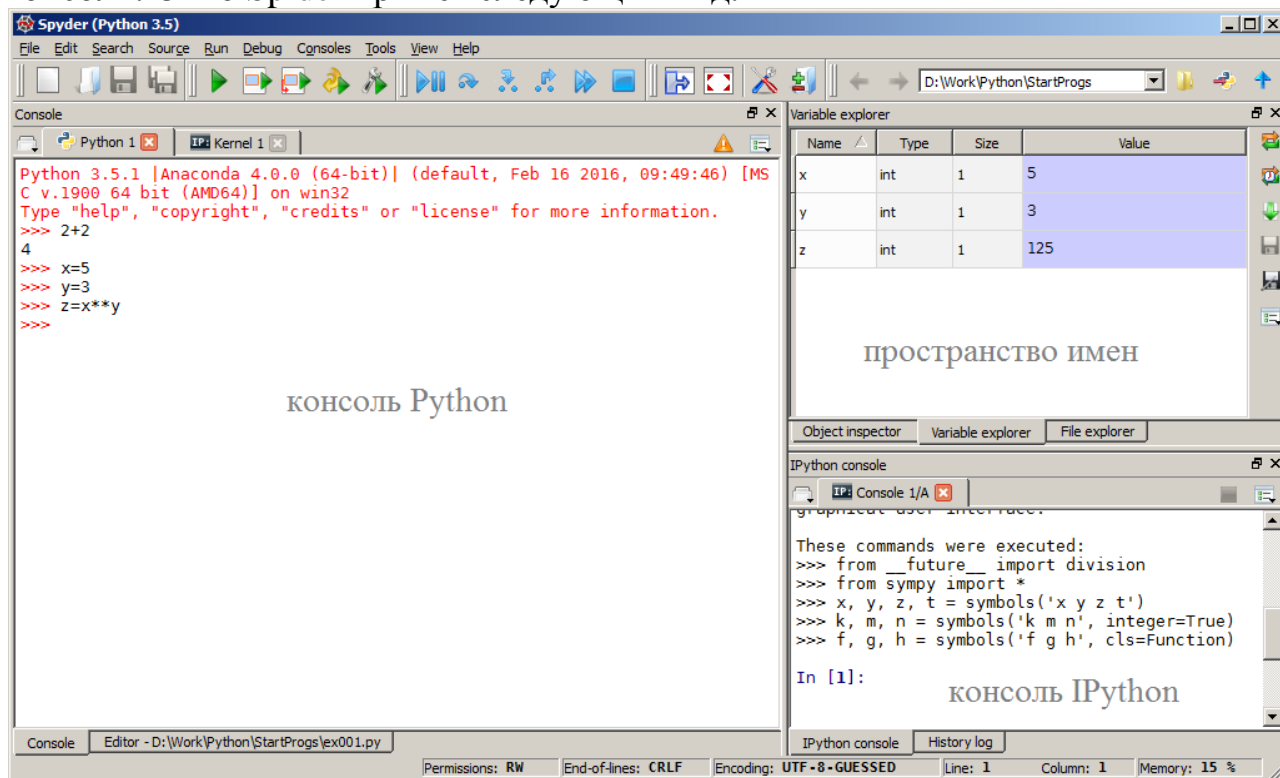 Spyder (Python 3.5)
File Edit Search Source Run Debug Consoles Tools View Help
D:\Work\Python\StartProgs
Console
Python 1 IP: Kernel 1
Python 3.5.1 |Anaconda 4.0.0 (64-bit)| (default, Feb 16 2016, 09:49:46) [MS
C v.1900 64 bit (AMD64)] on win32
Type "help", "copyright", "credits" or "license" for more information.
>>> 2+2
4
>>> x=5
>>> y=3
>>> z=x**y
>>>
консоль Python
Console Editor - D:\Work\Python\StartProgs\ex001.py
Variable explorer
Name Type Size Value
x int 1 5
y int 1 3
z int 1 125
пространство имен
Object inspector Variable explorer File explorer
IPython console
IP: Console 1/A
graphical user interface.
These commands were executed:
>>> from __future__ import division
>>> from sympy import *
>>> x, y, z, t = symbols('x y z t')
>>> k, m, n = symbols('k m n', integer=True)
>>> f, g, h = symbols('f g h', cls=Function)
In [1]:
консоль IPython
IPython console History log
Permissions: RW End-of-lines: CRLF Encoding: UTF-8-GUESSED Line: 1 Column: 1 Memory: 15 %